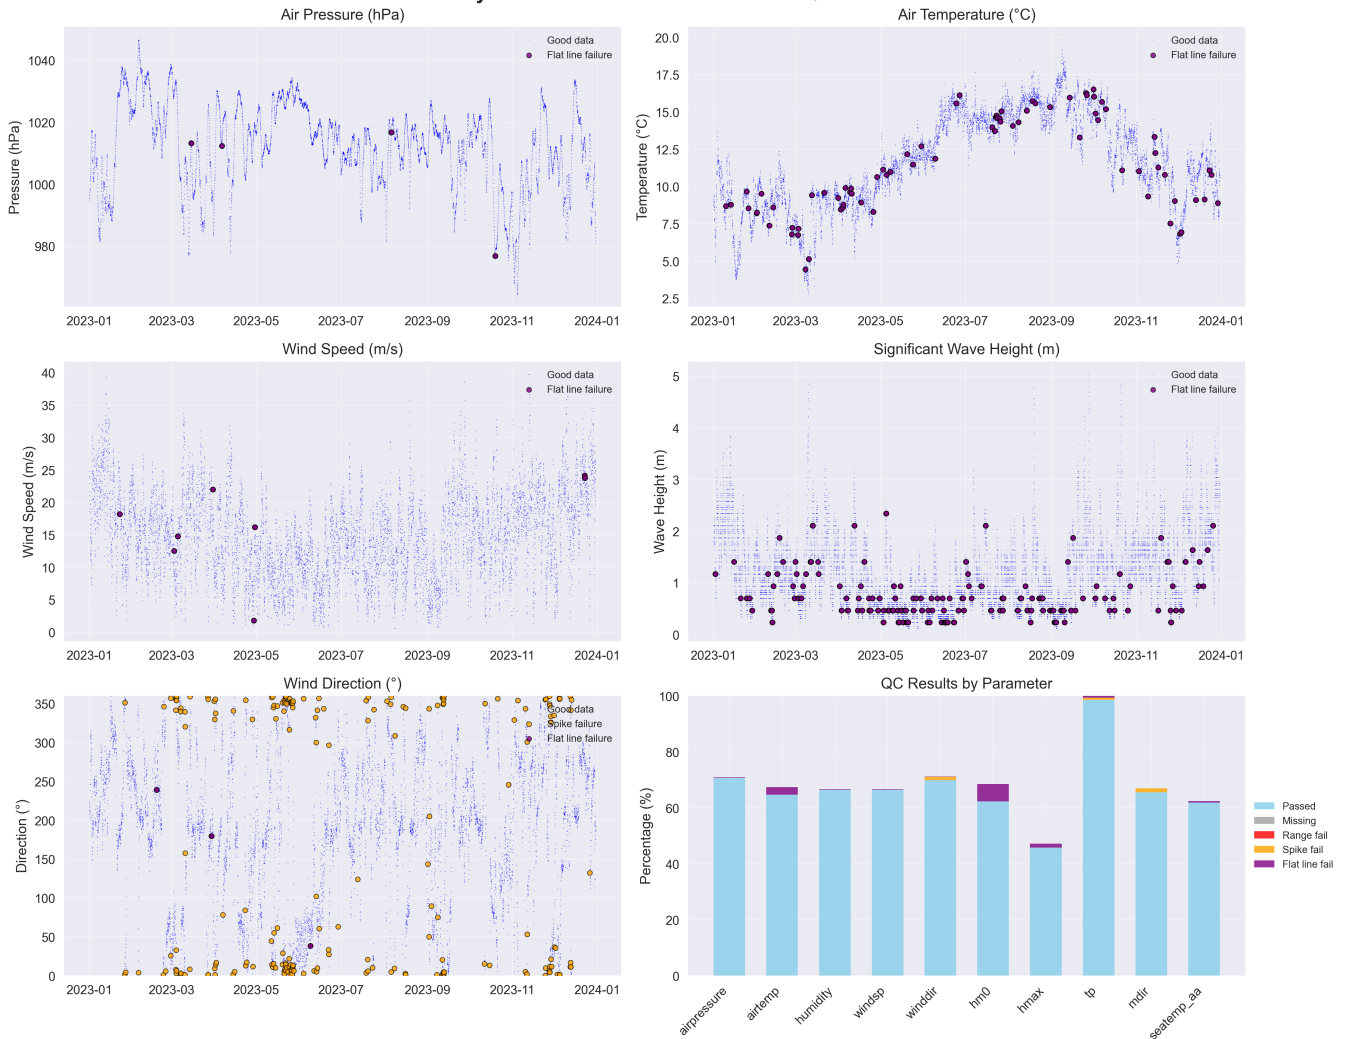 Air Pressure (hPa)
1040
1020
1000
980
Pressure (hPa)
Good data
Flat line failure
2023-01 2023-03 2023-05 2023-07 2023-09 2023-11 2024-01
Air Temperature (°C)
20.0
17.5
15.0
12.5
10.0
7.5
5.0
2.5
Temperature (°C)
Good data
Flat line failure
2023-01 2023-03 2023-05 2023-07 2023-09 2023-11 2024-01
Wind Speed (m/s)
40
35
30
25
20
15
10
5
0
Wind Speed (m/s)
Good data
Flat line failure
2023-01 2023-03 2023-05 2023-07 2023-09 2023-11 2024-01
Significant Wave Height (m)
5
4
3
2
1
0
Wave Height (m)
Good data
Flat line failure
2023-01 2023-03 2023-05 2023-07 2023-09 2023-11 2024-01
Wind Direction (°)
350
300
250
200
150
100
50
0
Direction (°)
Good data
Spike failure
Flat line failure
2023-01 2023-03 2023-05 2023-07 2023-09 2023-11 2024-01
QC Results by Parameter
100
80
60
40
20
0
Percentage (%)
airpressure airtemp humidity windsp winddir hm0 hmax tp mdir seatemp_aa
Passed
Missing
Range fail
Spike fail
Flat line fail